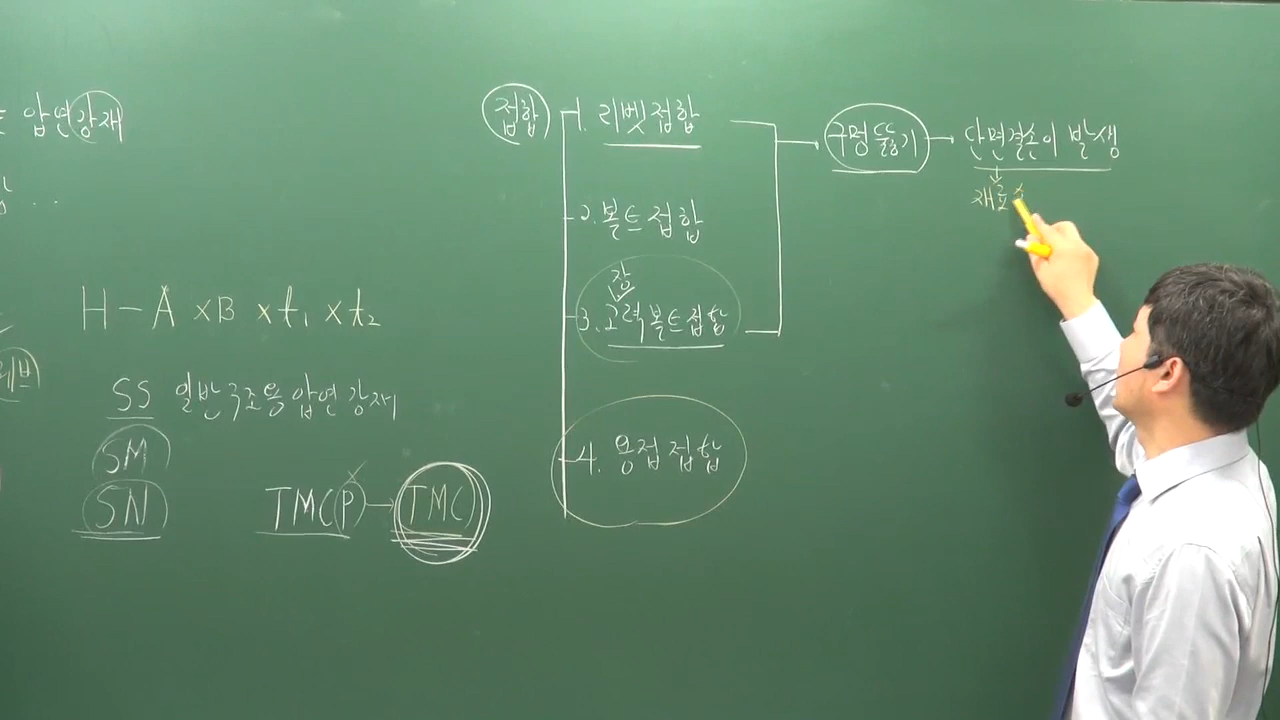 압연강재
H-A×B×t₁×t₂
SS 일반구조용 압연강재
SM
SN
TMCP → TMC
접합
1. 리벳접합
2. 볼트접합
장
3. 고력볼트접합
4. 용접접합
구멍뚫기 → 단면결손이 발생
재료